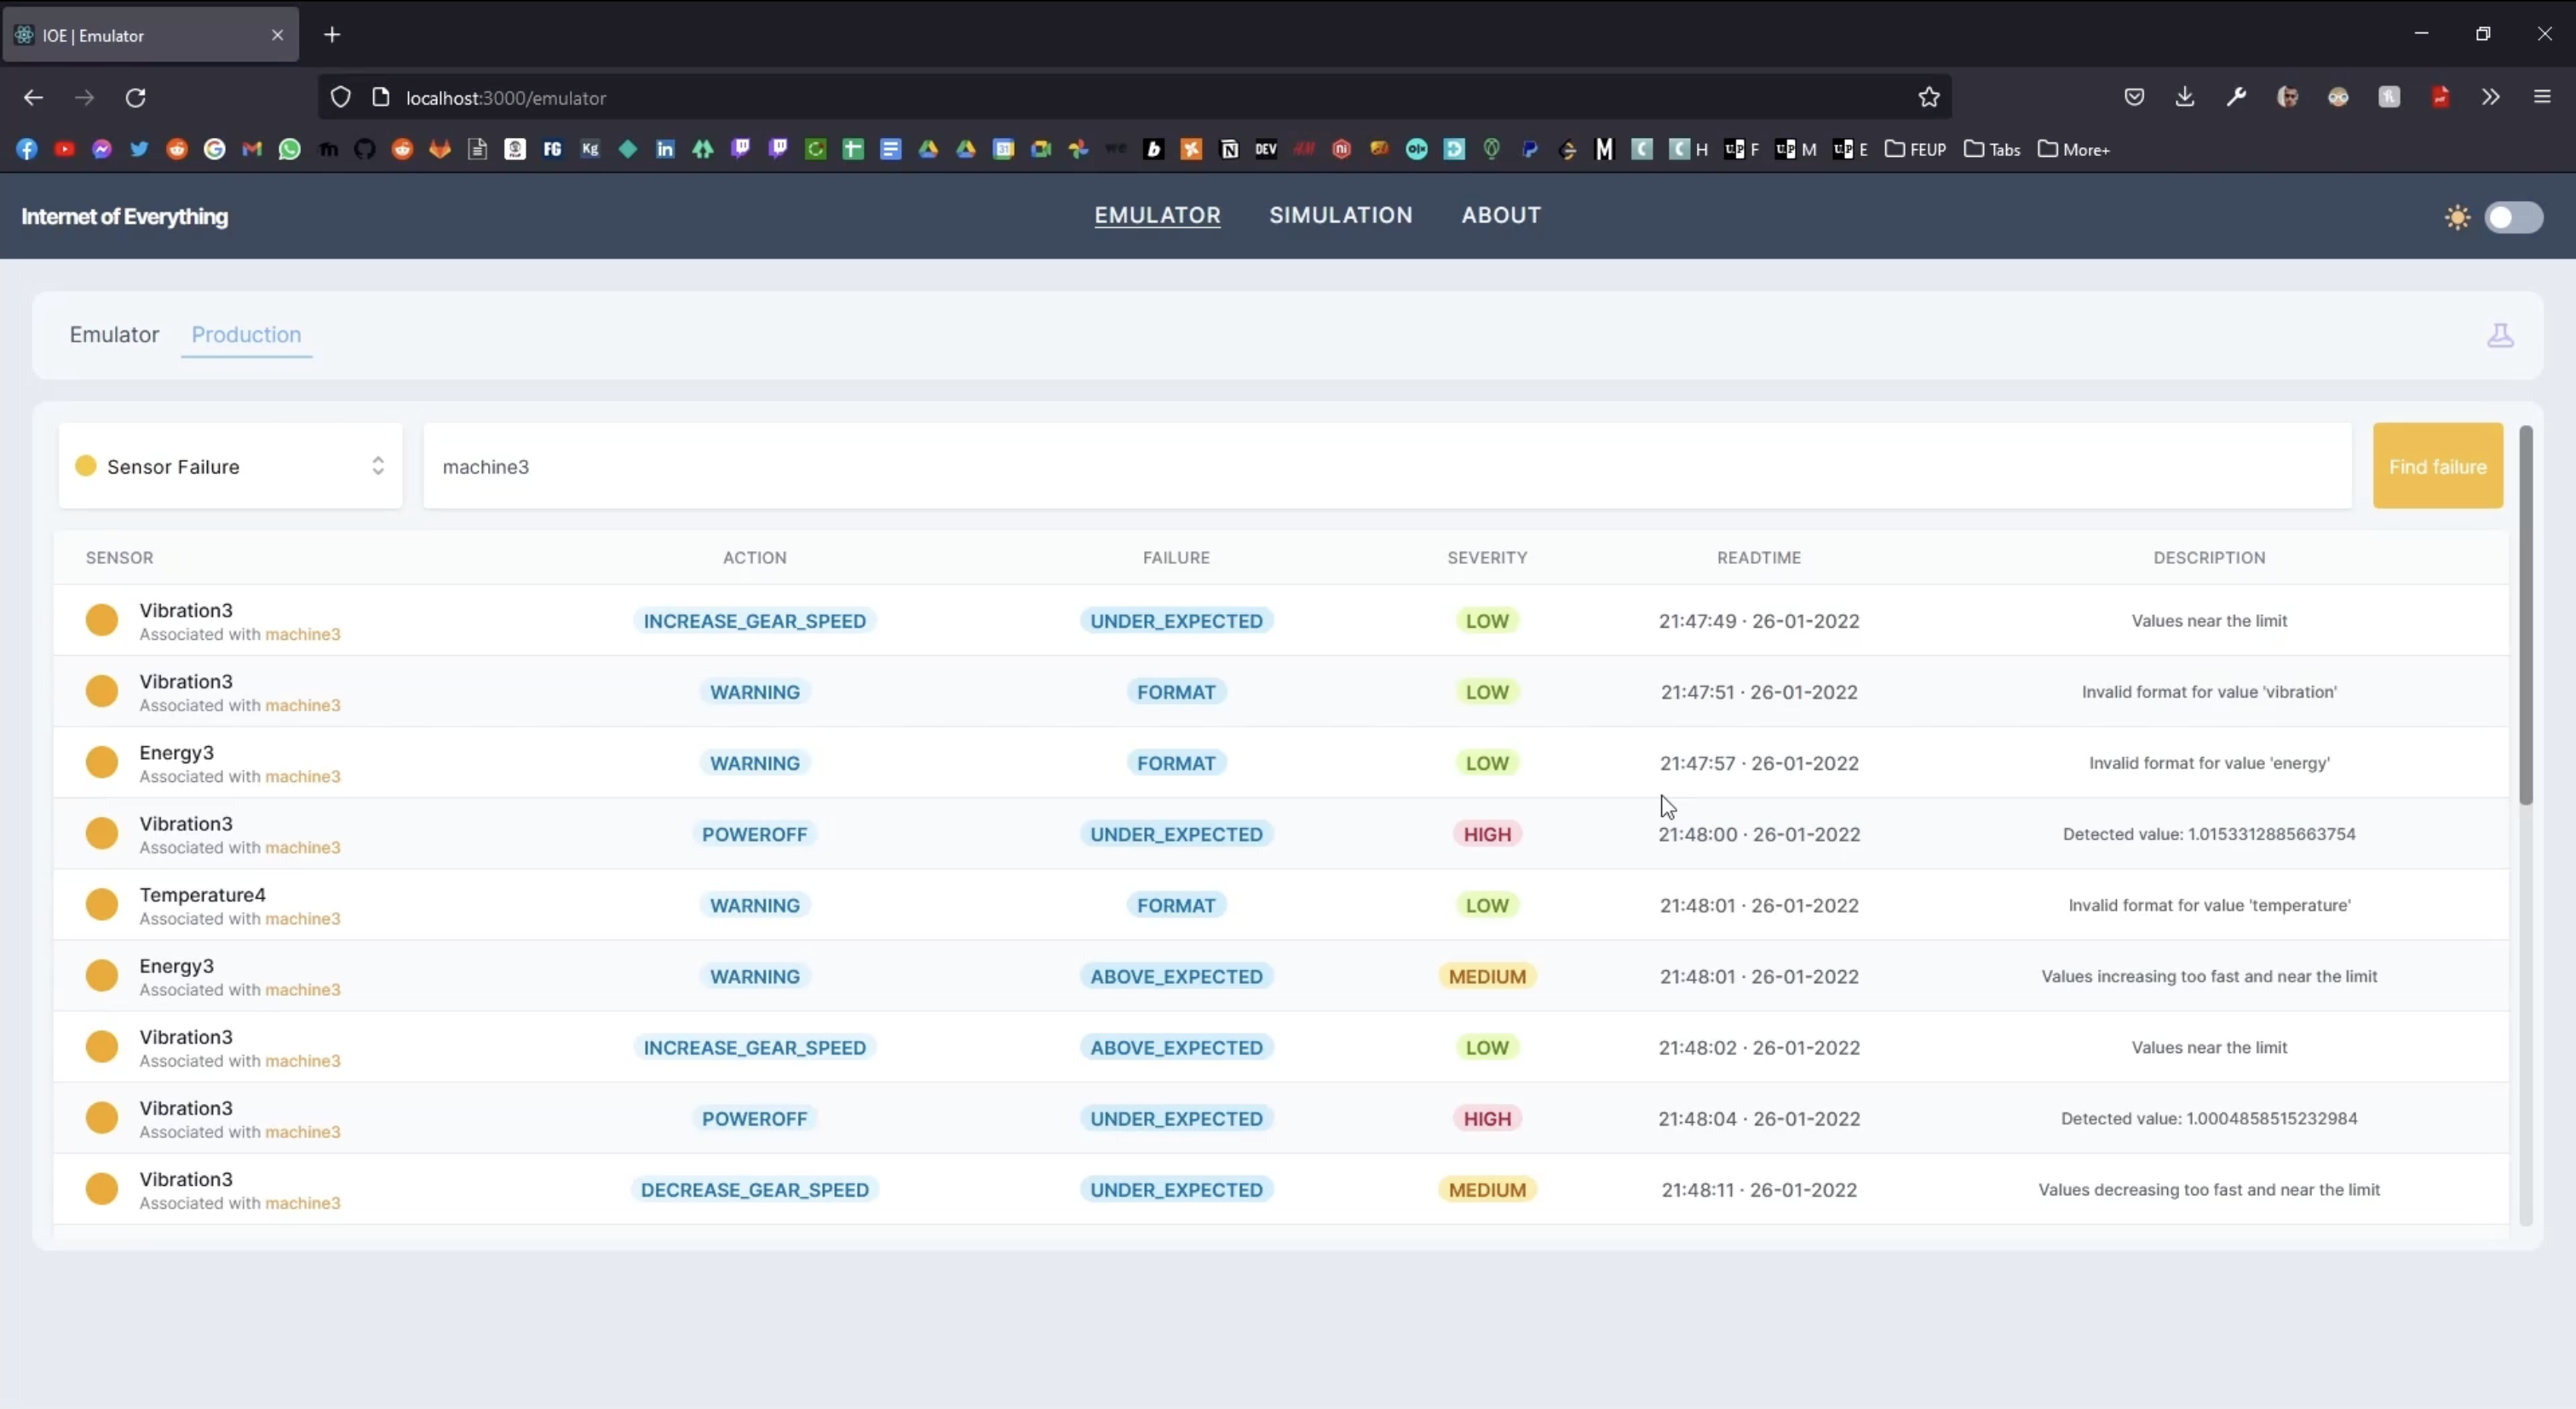 IOE | Emulator
localhost:3000/emulator
H F M E FEUP Tabs More+
Internet of Everything
EMULATOR SIMULATION ABOUT
Emulator Production
Sensor Failure machine3 Find failure
SENSOR ACTION FAILURE SEVERITY READTIME DESCRIPTION
Vibration3
Associated with machine3
INCREASE_GEAR_SPEED UNDER_EXPECTED LOW 21:47:49 · 26-01-2022 Values near the limit
Vibration3
Associated with machine3
WARNING FORMAT LOW 21:47:51 · 26-01-2022 Invalid format for value 'vibration'
Energy3
Associated with machine3
WARNING FORMAT LOW 21:47:57 · 26-01-2022 Invalid format for value 'energy'
Vibration3
Associated with machine3
POWEROFF UNDER_EXPECTED HIGH 21:48:00 · 26-01-2022 Detected value: 1.0153312885663754
Temperature4
Associated with machine3
WARNING FORMAT LOW 21:48:01 · 26-01-2022 Invalid format for value 'temperature'
Energy3
Associated with machine3
WARNING ABOVE_EXPECTED MEDIUM 21:48:01 · 26-01-2022 Values increasing too fast and near the limit
Vibration3
Associated with machine3
INCREASE_GEAR_SPEED ABOVE_EXPECTED LOW 21:48:02 · 26-01-2022 Values near the limit
Vibration3
Associated with machine3
POWEROFF UNDER_EXPECTED HIGH 21:48:04 · 26-01-2022 Detected value: 1.0004858515232984
Vibration3
Associated with machine3
DECREASE_GEAR_SPEED UNDER_EXPECTED MEDIUM 21:48:11 · 26-01-2022 Values decreasing too fast and near the limit